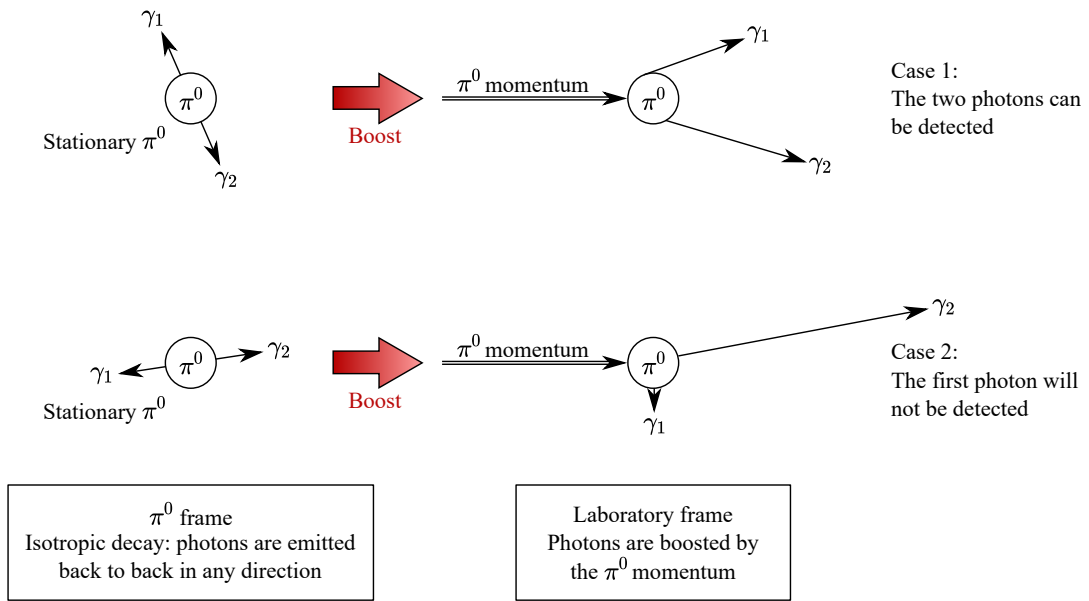 γ₁
π⁰
Stationary π⁰
γ₂
Boost
π⁰ momentum
π⁰
γ₁
γ₂
Case 1:
The two photons can
be detected
γ₁
π⁰
γ₂
Stationary π⁰
Boost
π⁰ momentum
π⁰
γ₂
γ₁
Case 2:
The first photon will
not be detected
π⁰ frame
Isotropic decay: photons are emitted
back to back in any direction
Laboratory frame
Photons are boosted by
the π⁰ momentum